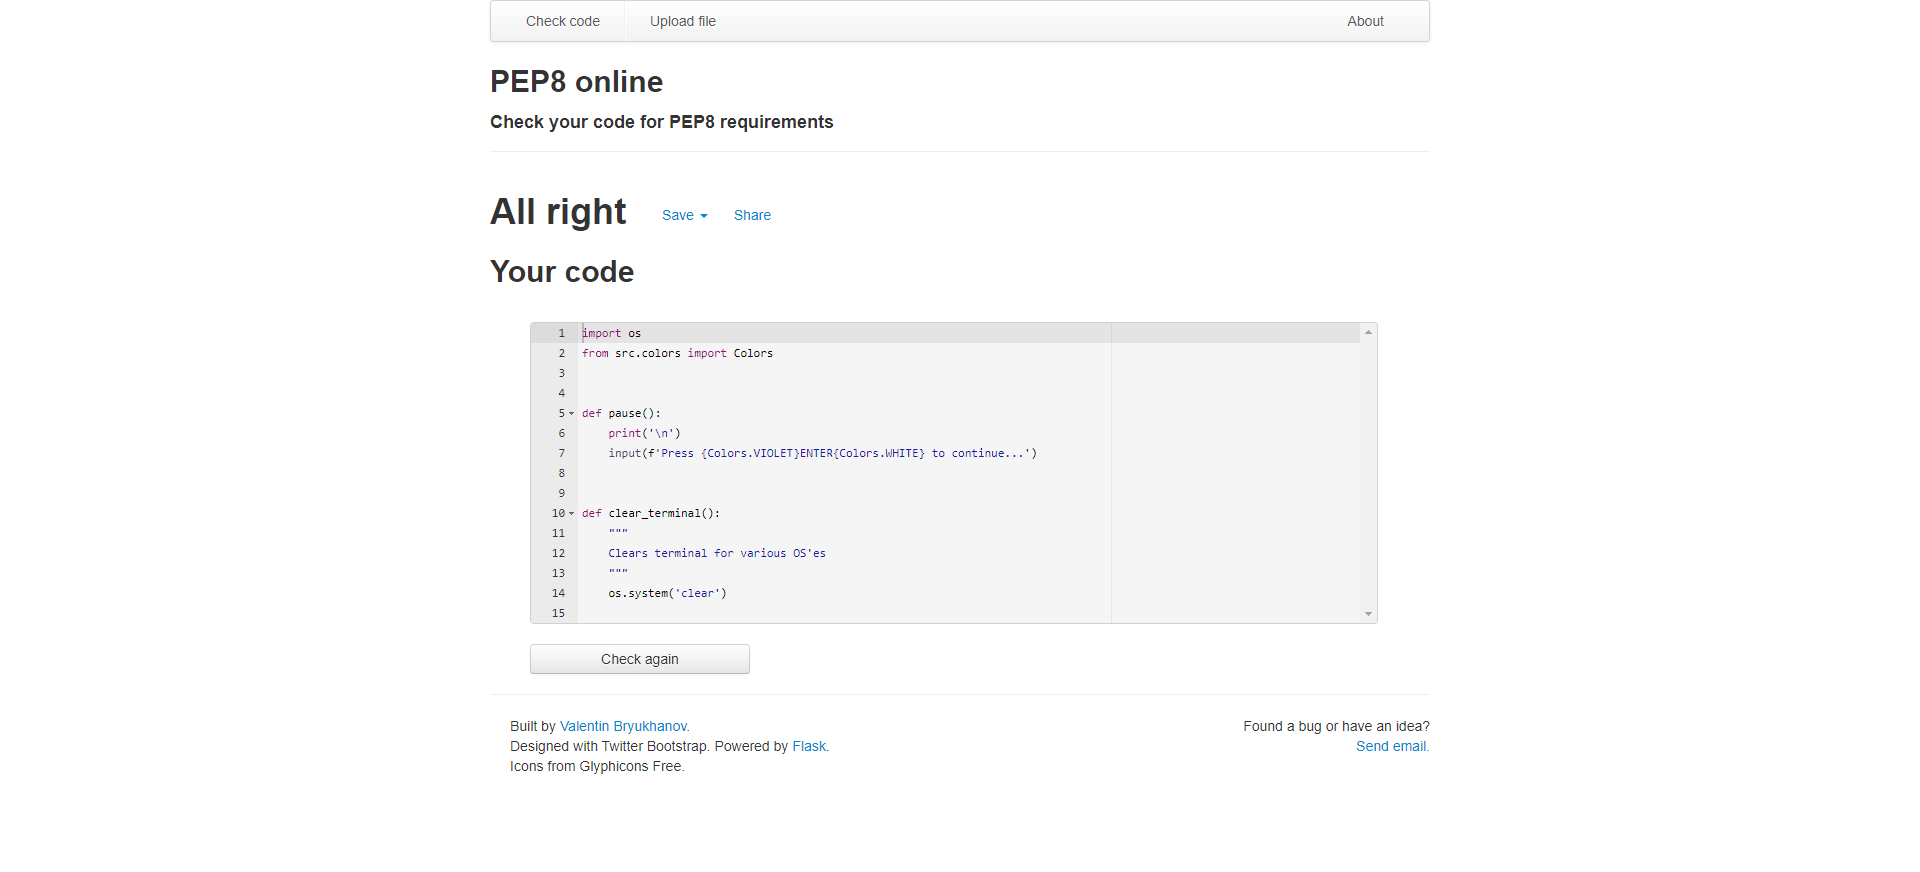 Check code Upload file About
PEP8 online
Check your code for PEP8 requirements
All right Save Share
Your code
1 import os
2 from src.colors import Colors
3
4
5 def pause():
6     print('\n')
7     input(f'Press {Colors.VIOLET}ENTER{Colors.WHITE} to continue...')
8
9
10 def clear_terminal():
11     """
12     Clears terminal for various OS'es
13     """
14     os.system('clear')
15
Check again
Built by Valentin Bryukhanov. Found a bug or have an idea?
Designed with Twitter Bootstrap. Powered by Flask. Send email.
Icons from Glyphicons Free.